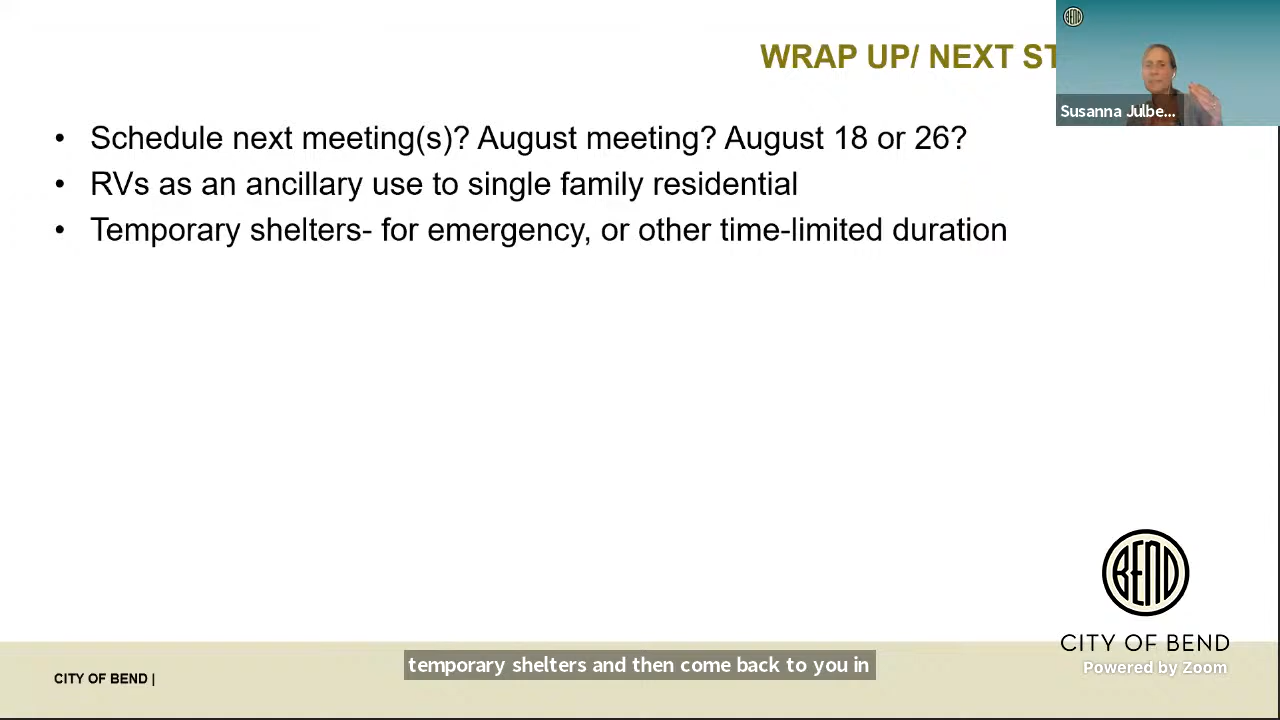 WRAP UP/ NEXT ST
Susanna Julbe...
• Schedule next meeting(s)? August meeting? August 18 or 26?
• RVs as an ancillary use to single family residential
• Temporary shelters- for emergency, or other time-limited duration
BEND
CITY OF BEND
Powered by Zoom
temporary shelters and then come back to you in
CITY OF BEND |